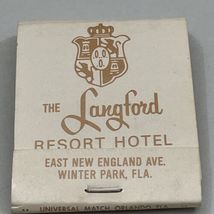 THE Langford
RESORT HOTEL
EAST NEW ENGLAND AVE.
WINTER PARK, FLA.
UNIVERSAL MATCH, ORLANDO, FLA.